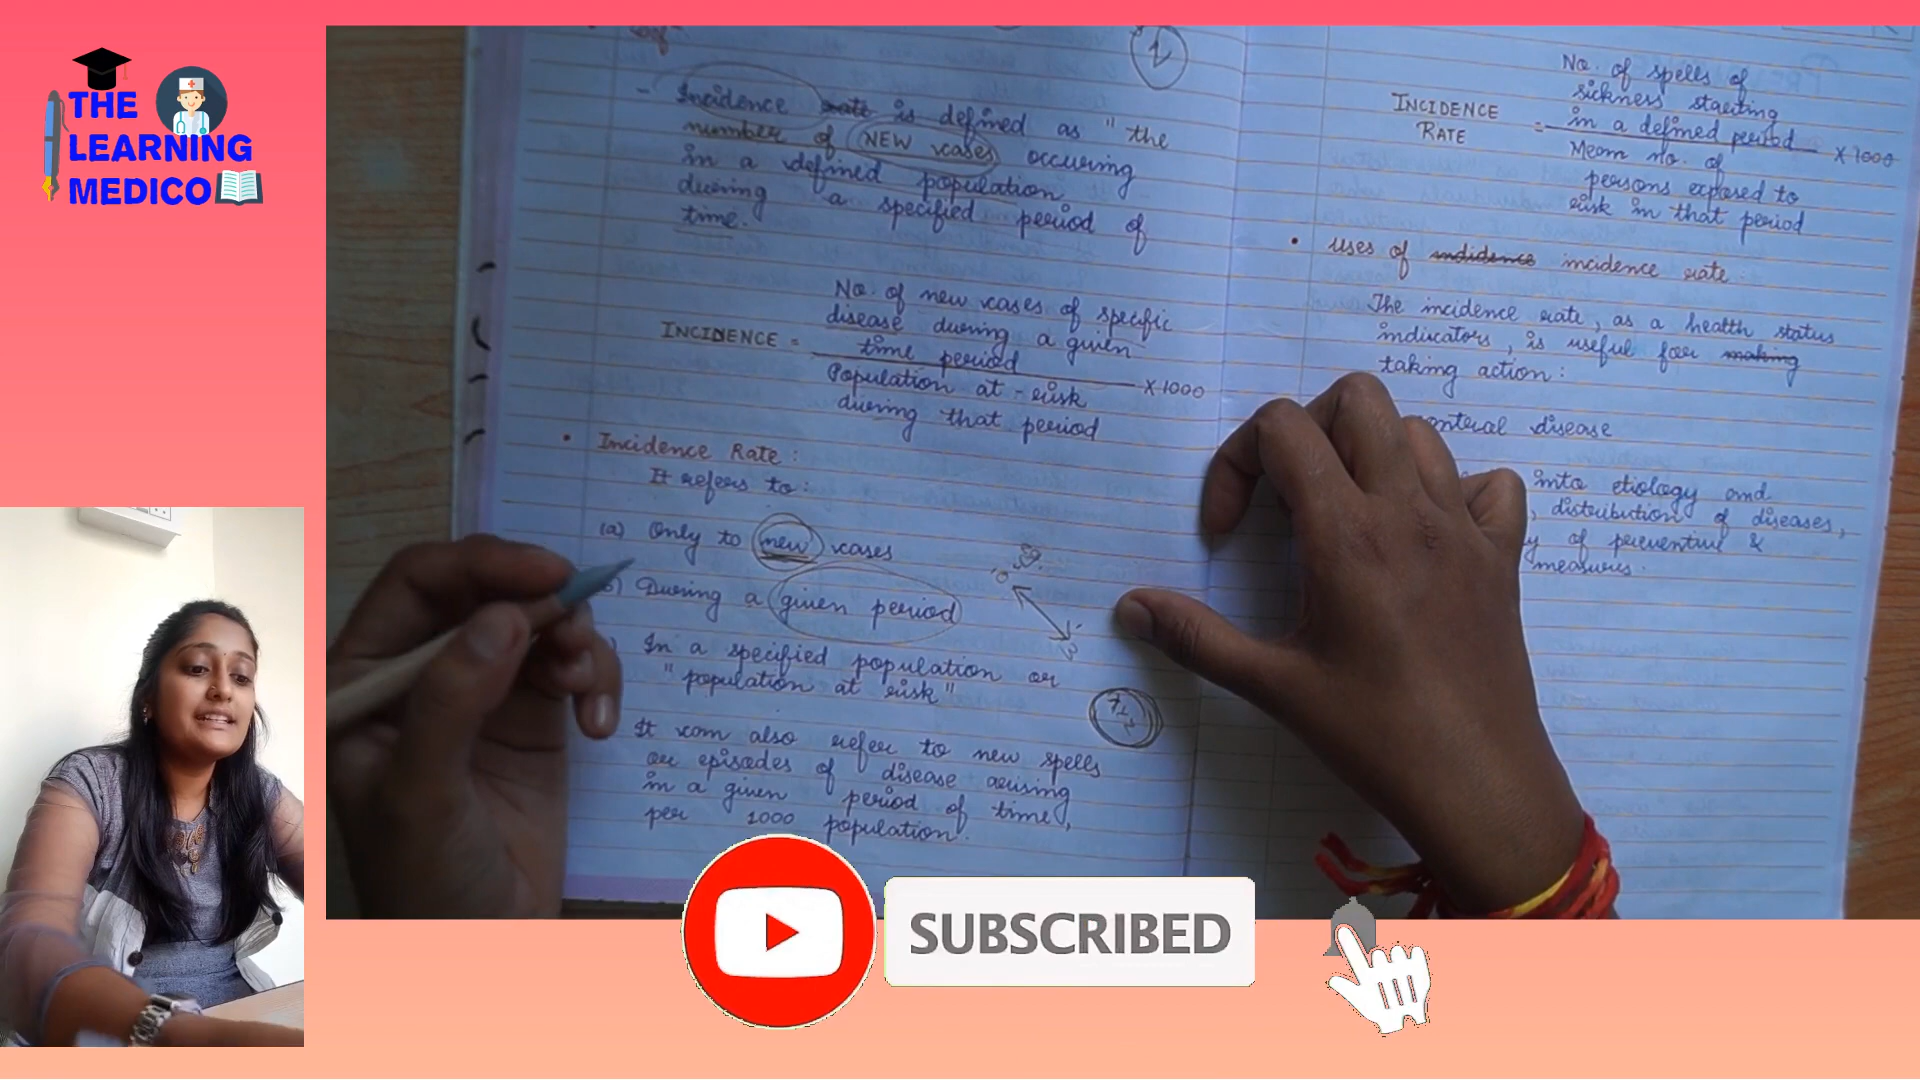 THE
LEARNING
MEDICO
- Incidence rate is defined as " the
number of NEW cases occuring
in a defined population
during a specified period of
time.
INCIDENCE =
No. of new cases of specific
disease during a given
time period
Population at-risk
during that period
X 1000
• Incidence Rate :
It refers to :
(a) Only to new cases
(b) During a given period
In a specified population or
" population at risk "
It can also refer to new spells
or episodes of disease arising
in a given period of time,
per 1000 population.
INCIDENCE
RATE =
No. of spells of
sickness starting
in a defined period
Mean no. of
persons exposed to
risk in that period
X 1000
• uses of indidence incidence rate :
The incidence rate, as a health status
indicators, is useful for making
taking action :
control disease
into etiology and
, distribution of diseases,
y of preventive &
measures.
SUBSCRIBED